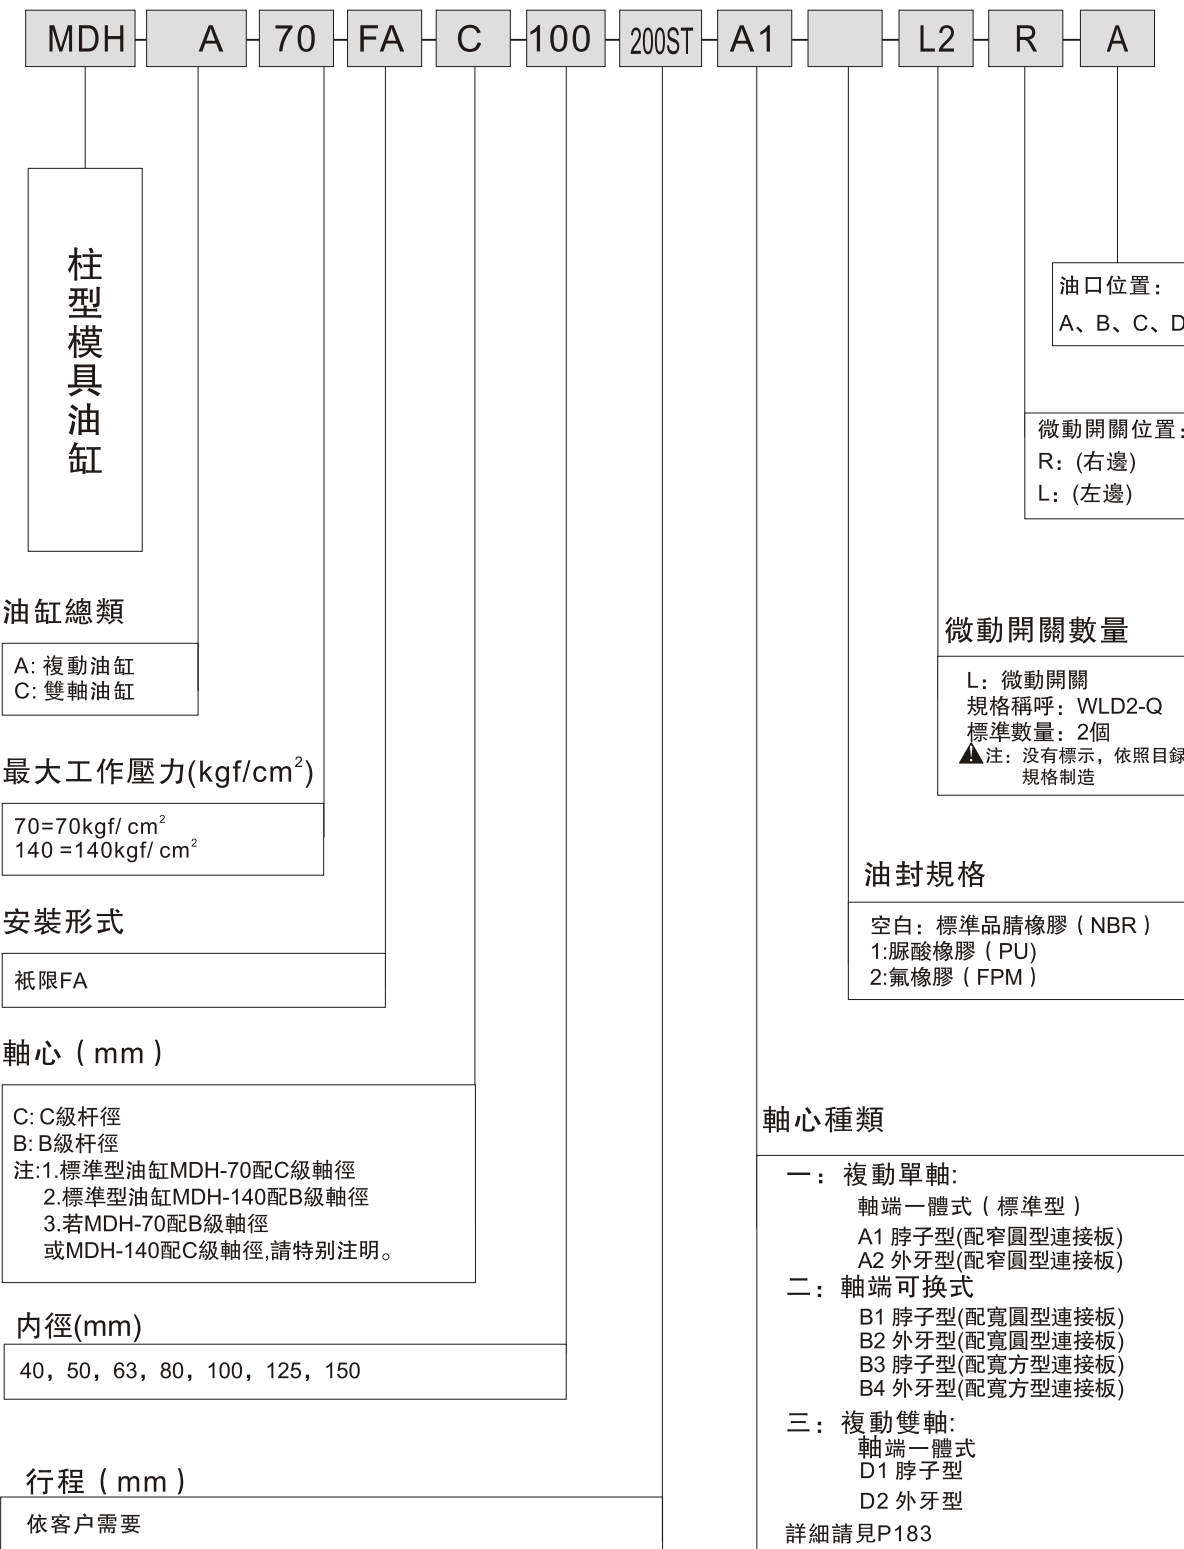 MDH A 70 FA C 100 200ST A1 L2 R A
柱型模具油缸
油口位置：
A、B、C、D
微動開關位置：
R：(右邊)
L：(左邊)
油缸總類
A: 複動油缸
C: 雙軸油缸
微動開關數量
L：微動開關
規格稱呼：WLD2-Q
標準數量：2個
注：没有標示，依照目録
規格制造
最大工作壓力(kgf/cm²)
70=70kgf/ cm²
140 =140kgf/ cm²
油封規格
空白：標準品腈橡膠（NBR）
1:脲酸橡膠（PU)
2:氟橡膠（FPM）
安裝形式
衹限FA
軸心（mm）
C: C級杆徑
B: B級杆徑
注:1.標準型油缸MDH-70配C級軸徑
2.標準型油缸MDH-140配B級軸徑
3.若MDH-70配B級軸徑
或MDH-140配C級軸徑,請特别注明。
内徑(mm)
40，50，63，80，100，125，150
行程（mm）
依客户需要
軸心種類
一：複動單軸:
軸端一體式（標準型）
A1 脖子型(配窄圓型連接板)
A2 外牙型(配窄圓型連接板)
二：軸端可换式
B1 脖子型(配寬圓型連接板)
B2 外牙型(配寬圓型連接板)
B3 脖子型(配寬方型連接板)
B4 外牙型(配寬方型連接板)
三：複動雙軸:
軸端一體式
D1 脖子型
D2 外牙型
詳細請見P183